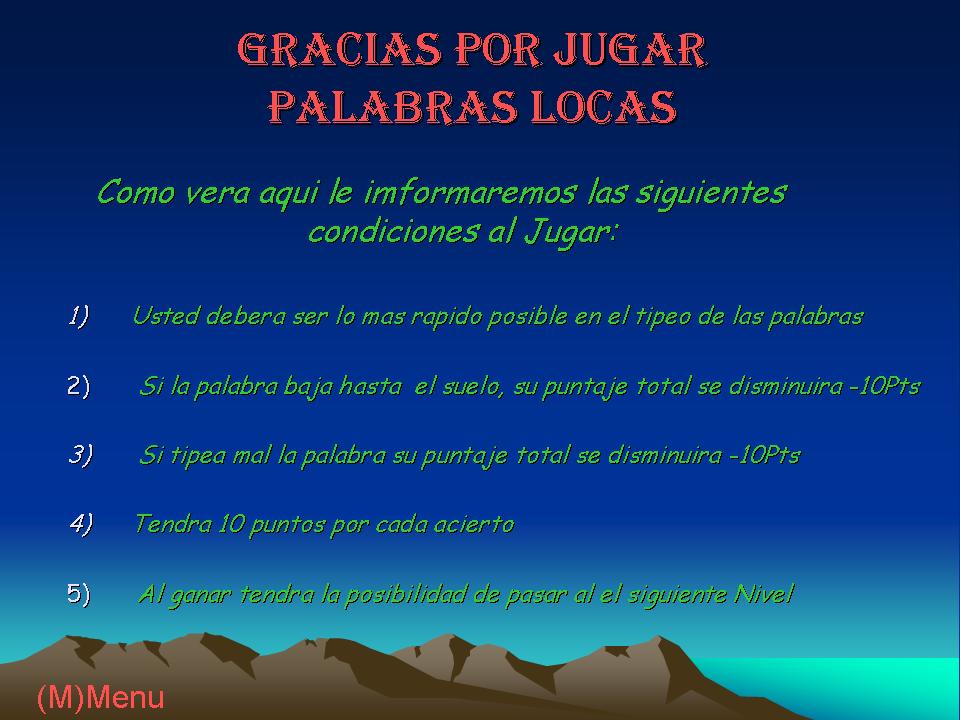 GRACIAS POR JUGAR
PALABRAS LOCAS
Como vera aqui le imformaremos las siguientes
condiciones al Jugar:
1) Usted debera ser lo mas rapido posible en el tipeo de las palabras
2) Si la palabra baja hasta el suelo, su puntaje total se disminuira -10Pts
3) Si tipea mal la palabra su puntaje total se disminuira -10Pts
4) Tendra 10 puntos por cada acierto
5) Al ganar tendra la posibilidad de pasar al el siguiente Nivel
(M)Menu